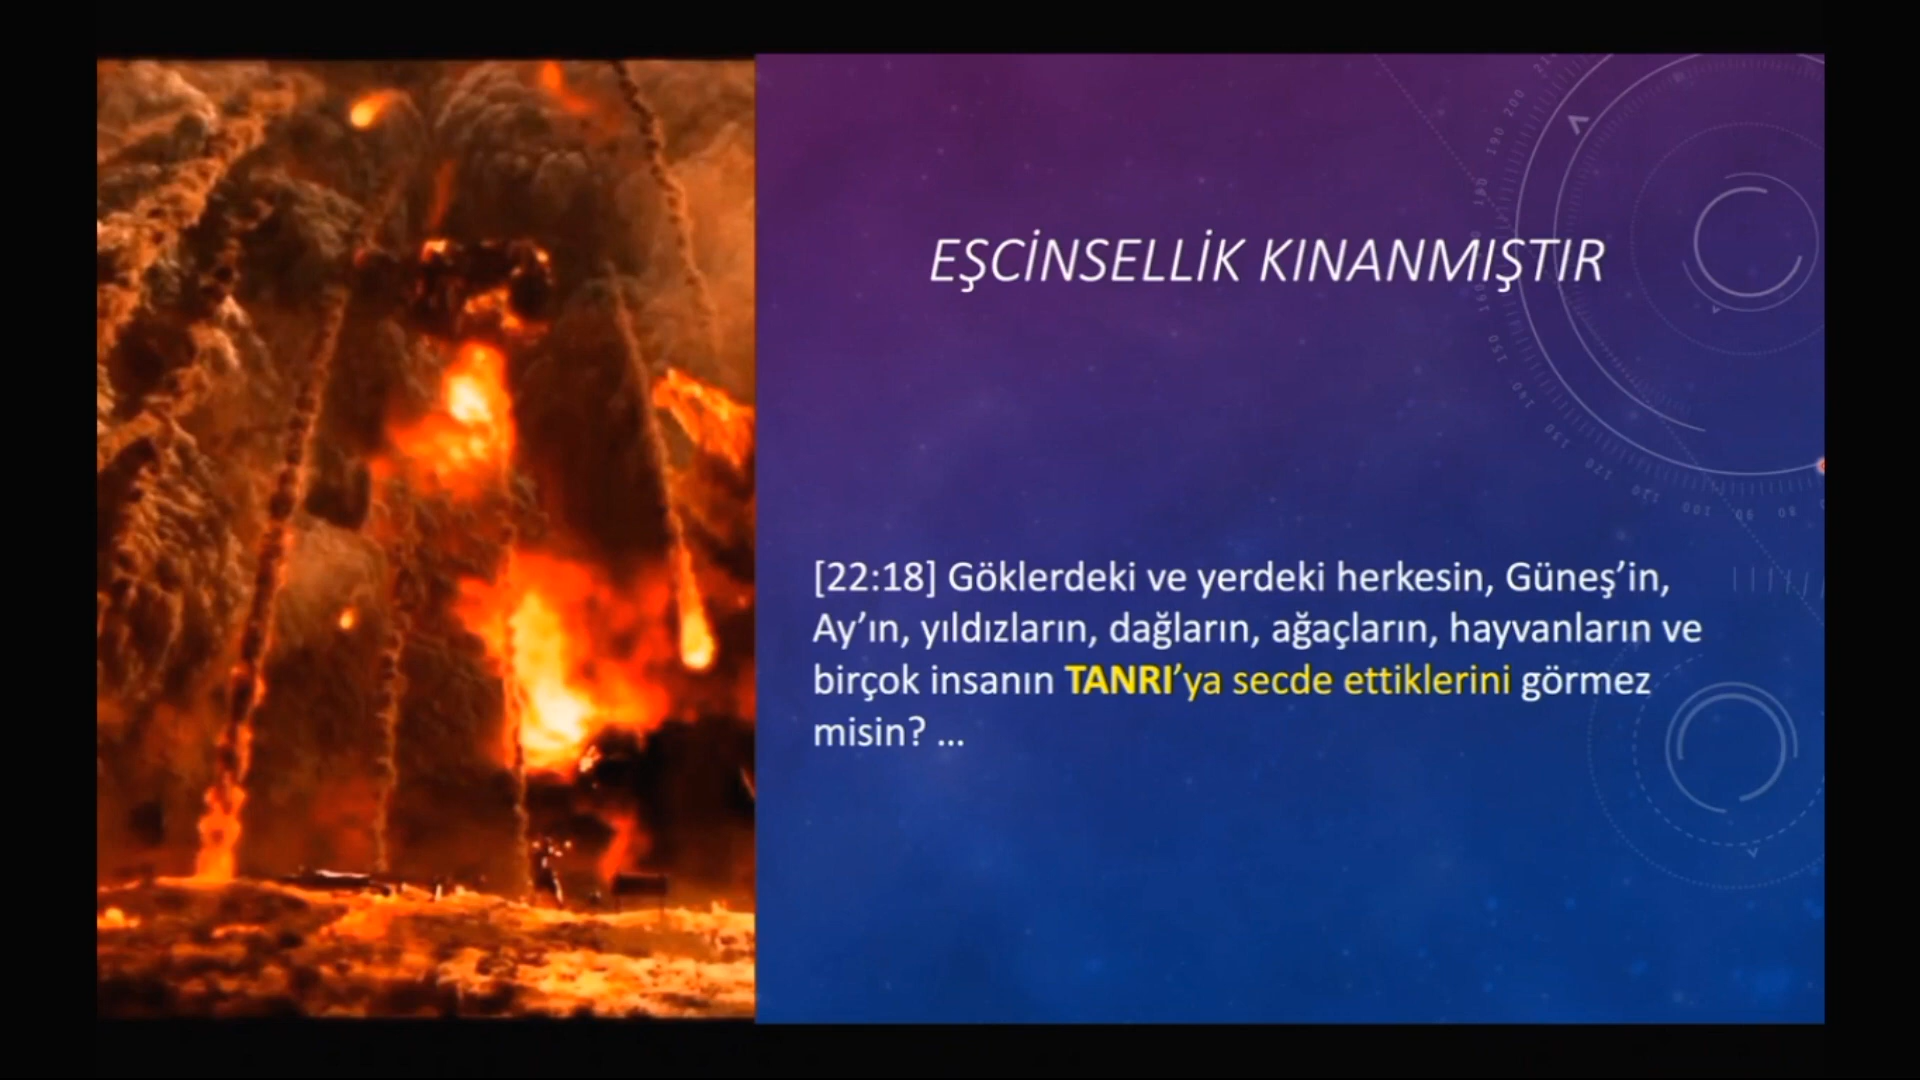 EŞCİNSELLİK KINANMIŞTIR
[22:18] Göklerdeki ve yerdeki herkesin, Güneş’in,
Ay’ın, yıldızların, dağların, ağaçların, hayvanların ve
birçok insanın TANRI’ya secde ettiklerini görmez
misin? ...